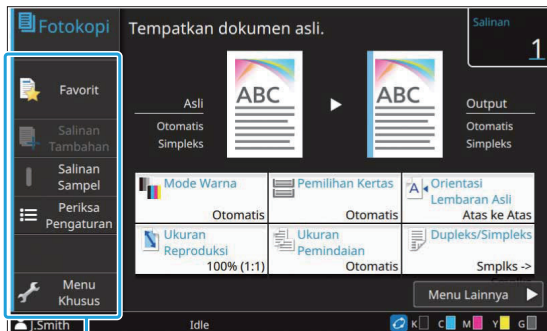 Fotokopi
Tempatkan dokumen asli.
Salinan
1
Favorit
Salinan
Tambahan
Salinan
Sampel
Periksa
Pengaturan
Menu
Khusus
ABC
ABC
Asli
Otomatis
Simpleks
Output
Otomatis
Simpleks
Mode Warna
Otomatis
Pemilihan Kertas
Otomatis
A
Orientasi
Lembaran Asli
Atas ke Atas
Ukuran
Reproduksi
100% (1:1)
Ukuran
Pemindaian
Otomatis
Dupleks/Simpleks
Smplks ->
Menu Lainnya
J.Smith
Idle
K C M Y G